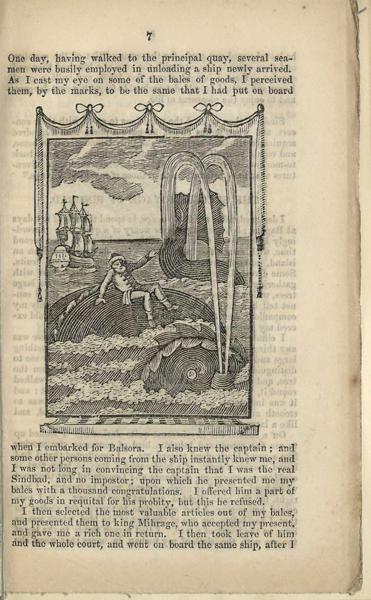 7
One day, having walked to the principal quay, several sea-
men were busily employed in unloading a ship newly arrived.
As I cast my eye on some of the bales of goods, I perceived
them, by the marks, to be the same that I had put on board
when I embarked for Balsora. I also knew the captain; and
some other persons coming from the ship instantly knew me, and
I was not long in convincing the captain that I was the real
Sindbad, and no impostor; upon which he presented me my
bales with a thousand congratulations. I offered him a part of
my goods in requital for his probity, but this he refused.
I then selected the most valuable articles out of my bales,
and presented them to king Mihrage, who accepted my present,
and gave me a rich one in return. I then took leave of him
and the whole court, and went on board the same ship, after I